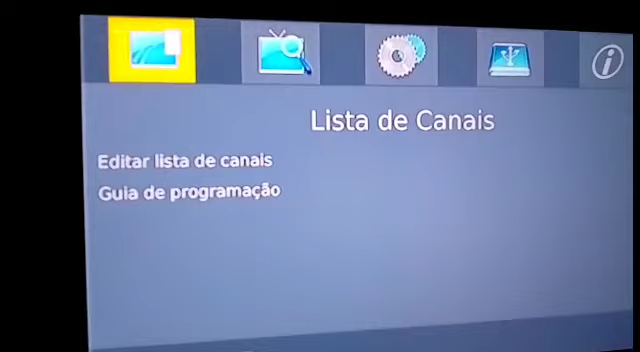 Lista de Canais
Editar lista de canais
Guia de programação